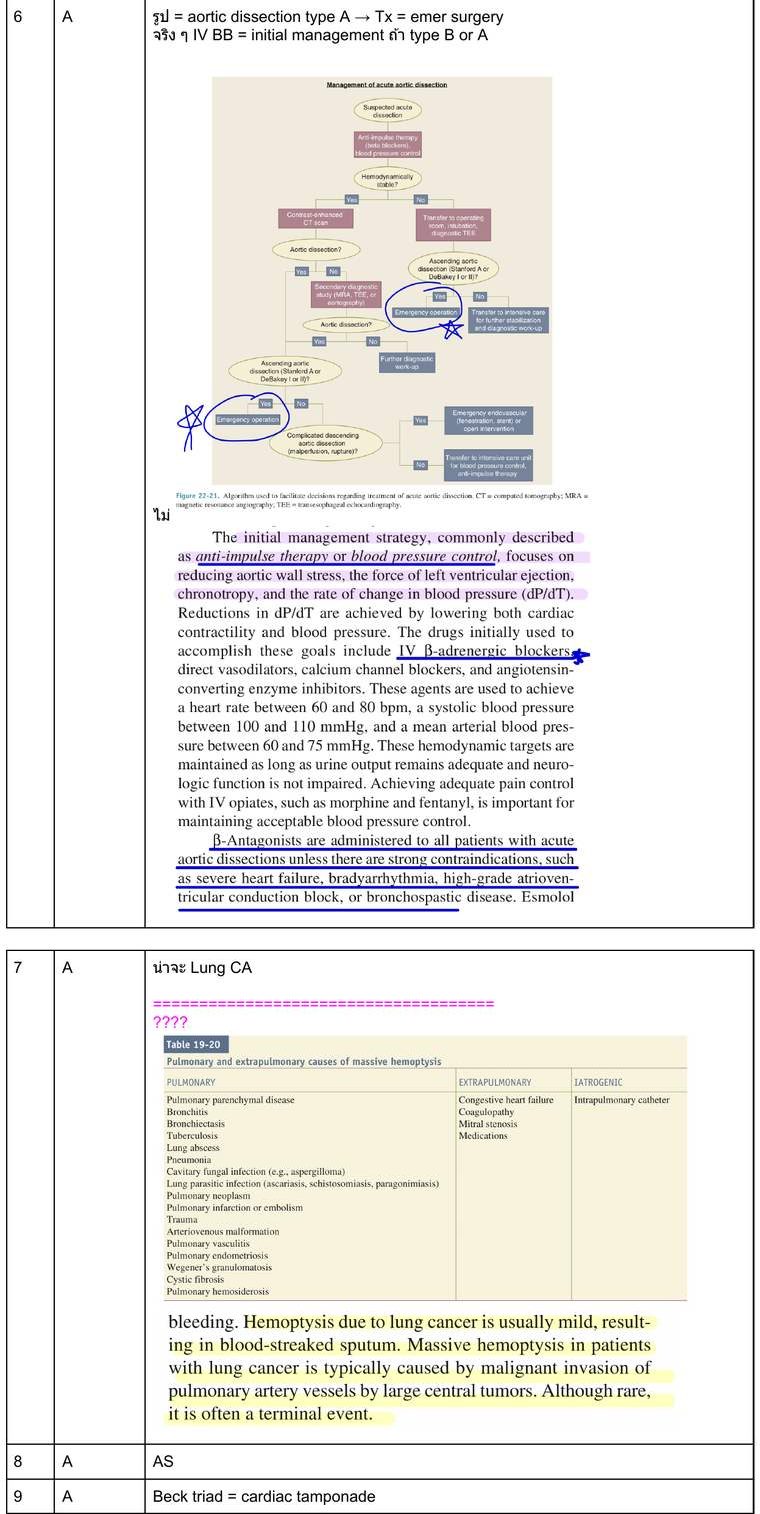 6
A
รูป = aortic dissection type A → Tx = emer surgery
จริง ๆ IV BB = initial management ถ้า type B or A
Management of acute aortic dissection
Suspected acute
dissection
Anti-impulse therapy
(beta blockers),
blood pressure control
Hemodynamically
stable?
Yes
No
Contrast-enhanced
CT scan
Transfer to operating
room, intubation,
diagnostic TEE
Aortic dissection?
Ascending aortic
dissection (Stanford A or
DeBakey I or II)?
Yes
No
Secondary diagnostic
study (MRA, TEE, or
aortography)
Yes
No
Emergency operation
Transfer to intensive care
for further stabilization
and diagnostic work-up
Aortic dissection?
Yes
No
Further diagnostic
work-up
Ascending aortic
dissection (Stanford A or
DeBakey I or II)?
Yes
No
Emergency operation
Complicated descending
aortic dissection
(malperfusion, rupture)?
Yes
Emergency endovascular
(fenestration, stent) or
open intervention
No
Transfer to intensive care unit
for blood pressure control,
anti-impulse therapy
Figure 22-21. Algorithm used to facilitate decisions regarding treatment of acute aortic dissection. CT = computed tomography; MRA =
magnetic resonance angiography; TEE = transesophageal echocardiography.
ไม่
The initial management strategy, commonly described
as anti-impulse therapy or blood pressure control, focuses on
reducing aortic wall stress, the force of left ventricular ejection,
chronotropy, and the rate of change in blood pressure (dP/dT).
Reductions in dP/dT are achieved by lowering both cardiac
contractility and blood pressure. The drugs initially used to
accomplish these goals include IV β-adrenergic blockers,
direct vasodilators, calcium channel blockers, and angiotensin-
converting enzyme inhibitors. These agents are used to achieve
a heart rate between 60 and 80 bpm, a systolic blood pressure
between 100 and 110 mmHg, and a mean arterial blood pres-
sure between 60 and 75 mmHg. These hemodynamic targets are
maintained as long as urine output remains adequate and neuro-
logic function is not impaired. Achieving adequate pain control
with IV opiates, such as morphine and fentanyl, is important for
maintaining acceptable blood pressure control.
β-Antagonists are administered to all patients with acute
aortic dissections unless there are strong contraindications, such
as severe heart failure, bradyarrhythmia, high-grade atrioven-
tricular conduction block, or bronchospastic disease. Esmolol
7
A
น่าจะ Lung CA
=====================================
????
Table 19-20
Pulmonary and extrapulmonary causes of massive hemoptysis
PULMONARY
EXTRAPULMONARY
IATROGENIC
Pulmonary parenchymal disease
Congestive heart failure
Intrapulmonary catheter
Bronchitis
Coagulopathy
Bronchiectasis
Mitral stenosis
Tuberculosis
Medications
Lung abscess
Pneumonia
Cavitary fungal infection (e.g., aspergilloma)
Lung parasitic infection (ascariasis, schistosomiasis, paragonimiasis)
Pulmonary neoplasm
Pulmonary infarction or embolism
Trauma
Arteriovenous malformation
Pulmonary vasculitis
Pulmonary endometriosis
Wegener's granulomatosis
Cystic fibrosis
Pulmonary hemosiderosis
bleeding. Hemoptysis due to lung cancer is usually mild, result-
ing in blood-streaked sputum. Massive hemoptysis in patients
with lung cancer is typically caused by malignant invasion of
pulmonary artery vessels by large central tumors. Although rare,
it is often a terminal event.
8
A
AS
9
A
Beck triad = cardiac tamponade